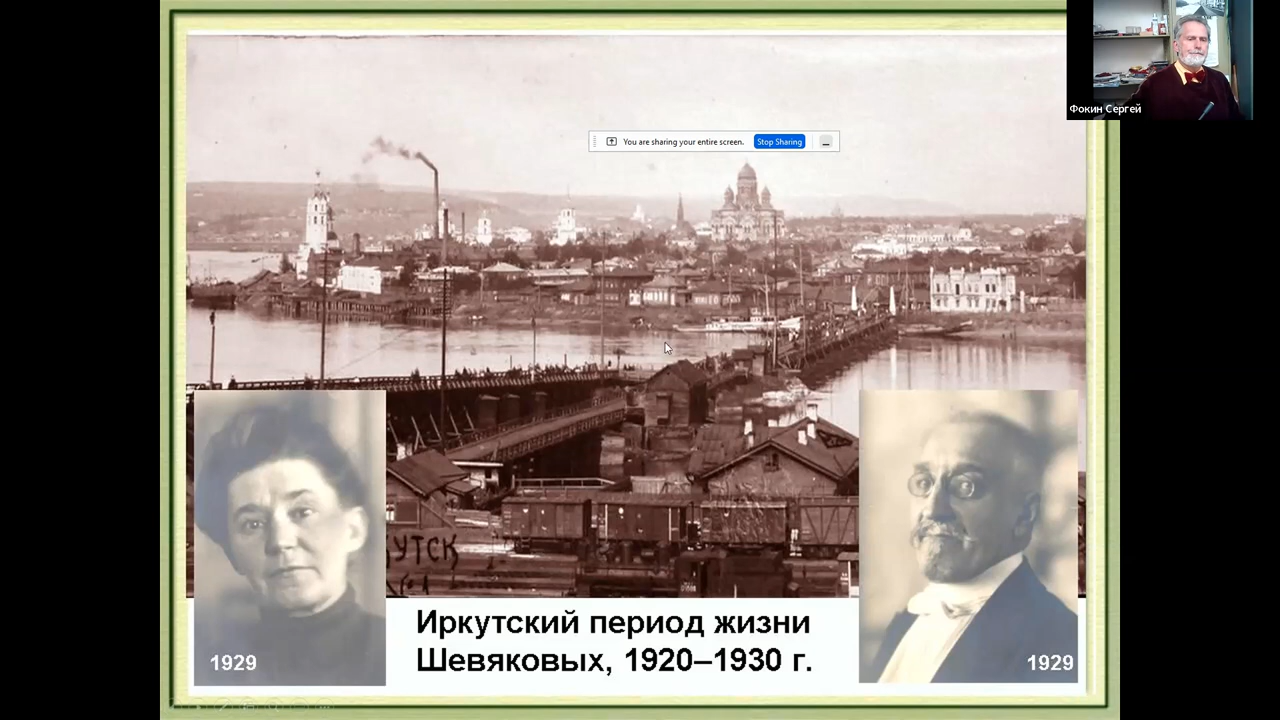 You are sharing your entire screen. Stop Sharing
Фокин Сергей
УТСК
1929
Иркутский период жизни
Шевяковых, 1920–1930 г.
1929